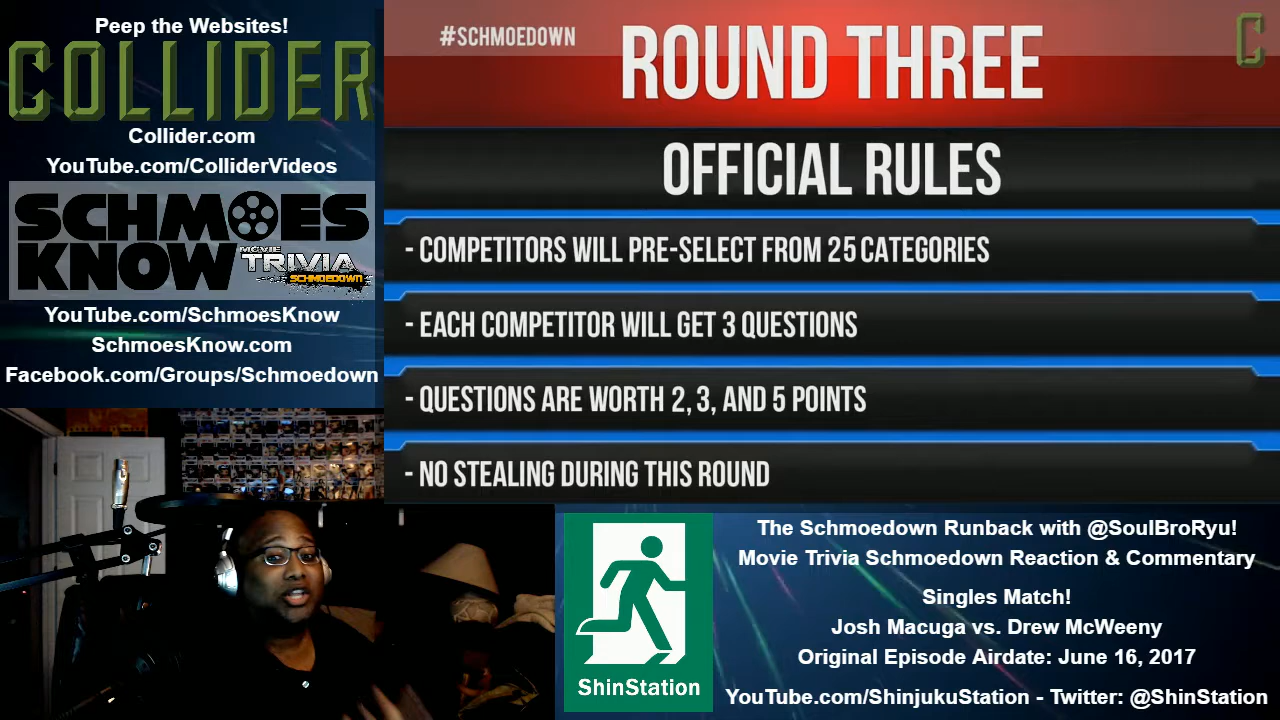 Peep the Websites!
COLLIDER
Collider.com
YouTube.com/ColliderVideos
SCHMOES
KNOW
MOVIE
TRIVIA
SCHMOEDOWN
YouTube.com/SchmoesKnow
SchmoesKnow.com
Facebook.com/Groups/Schmoedown
#SCHMOEDOWN
ROUND THREE
C
OFFICIAL RULES
- COMPETITORS WILL PRE-SELECT FROM 25 CATEGORIES
- EACH COMPETITOR WILL GET 3 QUESTIONS
- QUESTIONS ARE WORTH 2, 3, AND 5 POINTS
- NO STEALING DURING THIS ROUND
ShinStation
The Schmoedown Runback with @SoulBroRyu!
Movie Trivia Schmoedown Reaction & Commentary
Singles Match!
Josh Macuga vs. Drew McWeeny
Original Episode Airdate: June 16, 2017
YouTube.com/ShinjukuStation - Twitter: @ShinStation